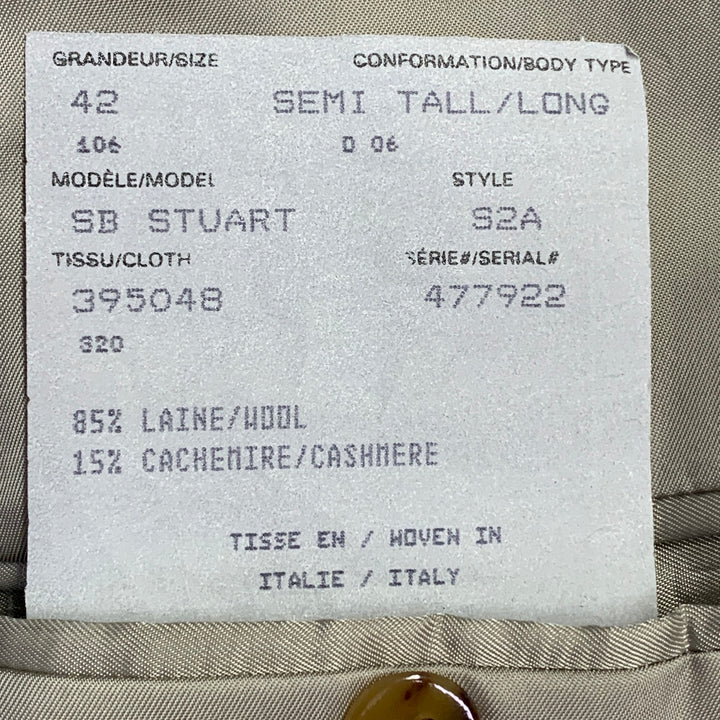 GRANDEUR/SIZE CONFORMATION/BODY TYPE
42 SEMI TALL/LONG
106 D 06
MODÈLE/MODEL STYLE
SB STUART S2A
TISSU/CLOTH SÉRIE#/SERIAL#
395048 477922
320
85% LAINE/WOOL
15% CACHEMIRE/CASHMERE
TISSE EN / WOVEN IN
ITALIE / ITALY